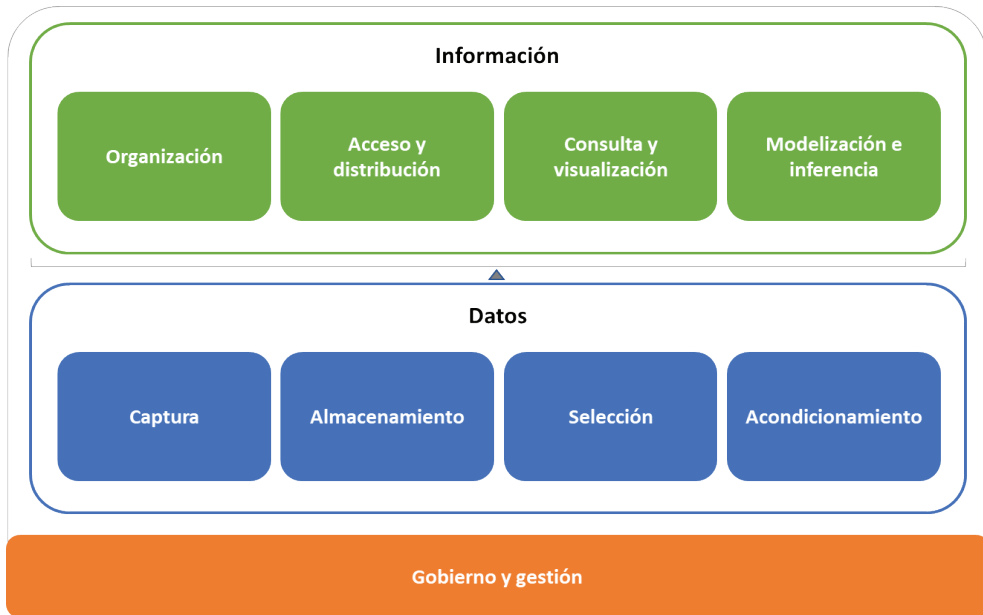 Información
Organización
Acceso y
distribución
Consulta y
visualización
Modelización e
inferencia
Datos
Captura
Almacenamiento
Selección
Acondicionamiento
Gobierno y gestión